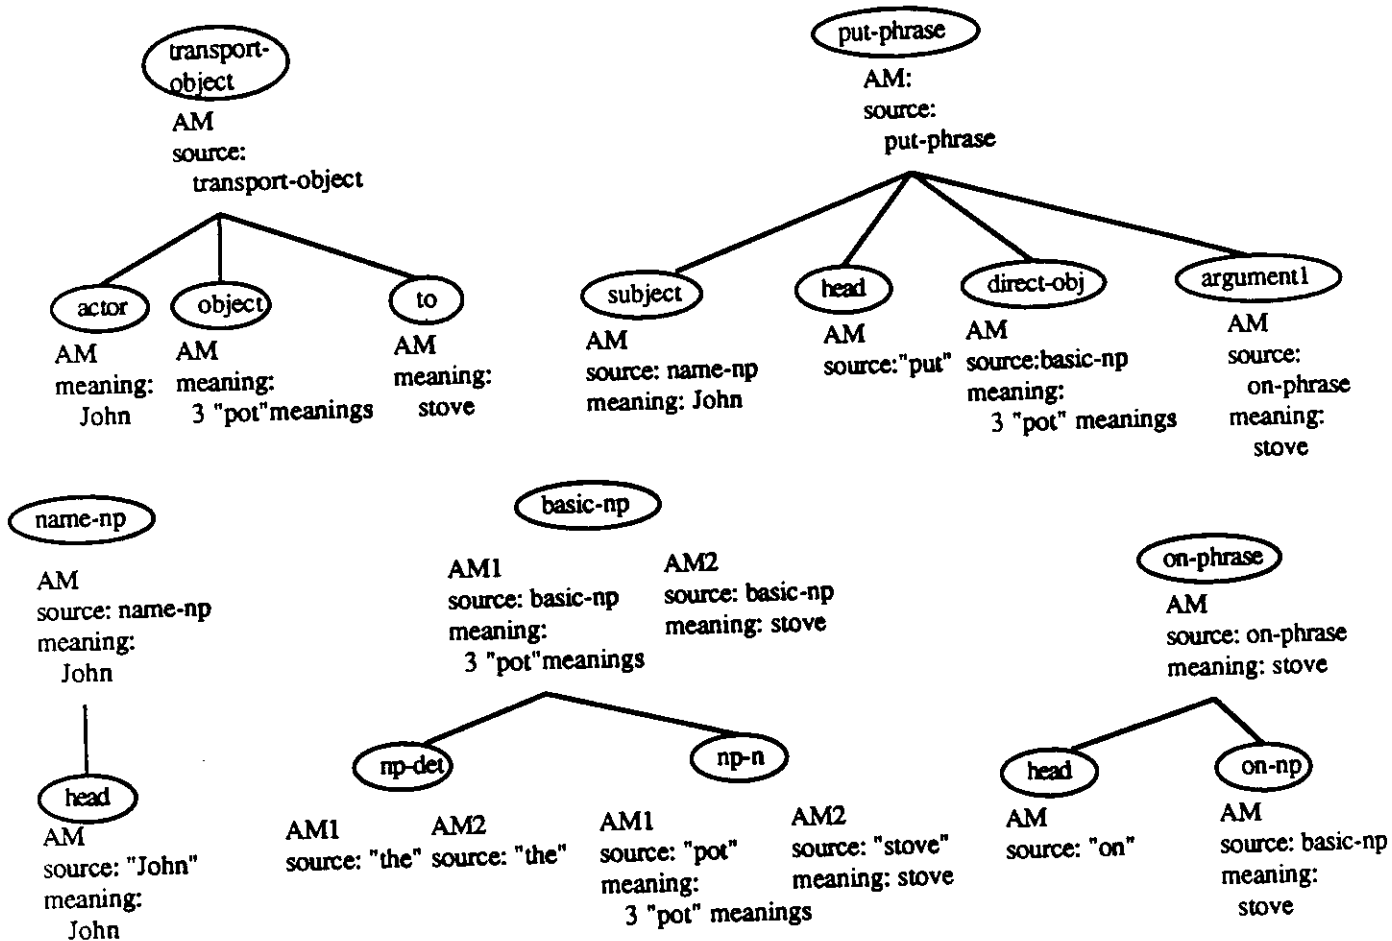 transport-
object
AM
source:
transport-object
actor
AM
meaning:
John
object
AM
meaning:
3 "pot"meanings
to
AM
meaning:
stove
put-phrase
AM:
source:
put-phrase
subject
AM
source: name-np
meaning: John
head
AM
source:"put"
direct-obj
AM
source:basic-np
meaning:
3 "pot" meanings
argument1
AM
source:
on-phrase
meaning:
stove
name-np
AM
source: name-np
meaning:
John
head
AM
source: "John"
meaning:
John
basic-np
AM1
source: basic-np
meaning:
3 "pot"meanings
AM2
source: basic-np
meaning: stove
np-det
AM1
source: "the"
AM2
source: "the"
np-n
AM1
source: "pot"
meaning:
3 "pot" meanings
AM2
source: "stove"
meaning: stove
on-phrase
AM
source: on-phrase
meaning: stove
head
AM
source: "on"
on-np
AM
source: basic-np
meaning:
stove